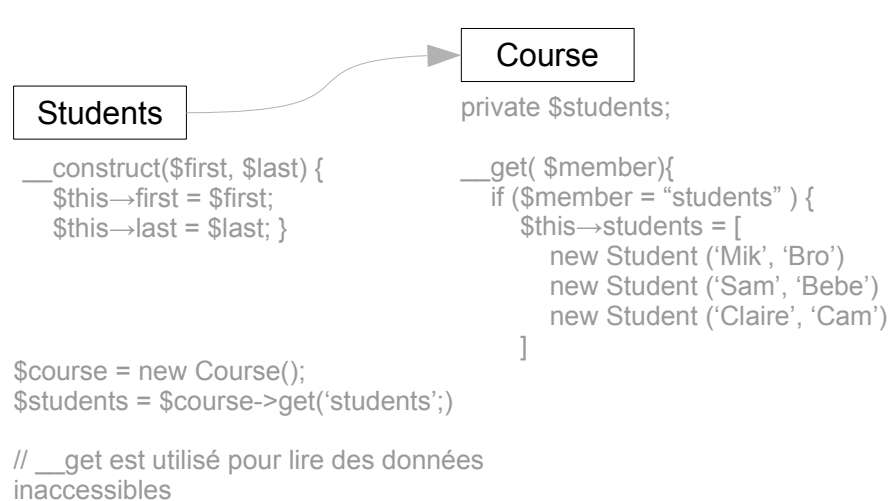 Course
Students
private $students;
__construct($first, $last) {
$this→first = $first;
$this→last = $last; }
__get( $member){
if ($member = “students” ) {
$this→students = [
new Student (‘Mik’, ‘Bro’)
new Student (‘Sam’, ‘Bebe’)
new Student (‘Claire’, ‘Cam’)
]
$course = new Course();
$students = $course->get(‘students’;)
// __get est utilisé pour lire des données
inaccessibles